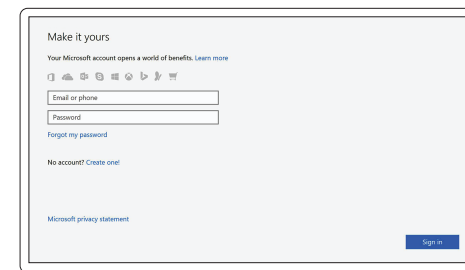 Make it yours
Your Microsoft account opens a world of benefits. Learn more
Email or phone
Password
Forgot my password
No account? Create one!
Microsoft privacy statement
Sign in